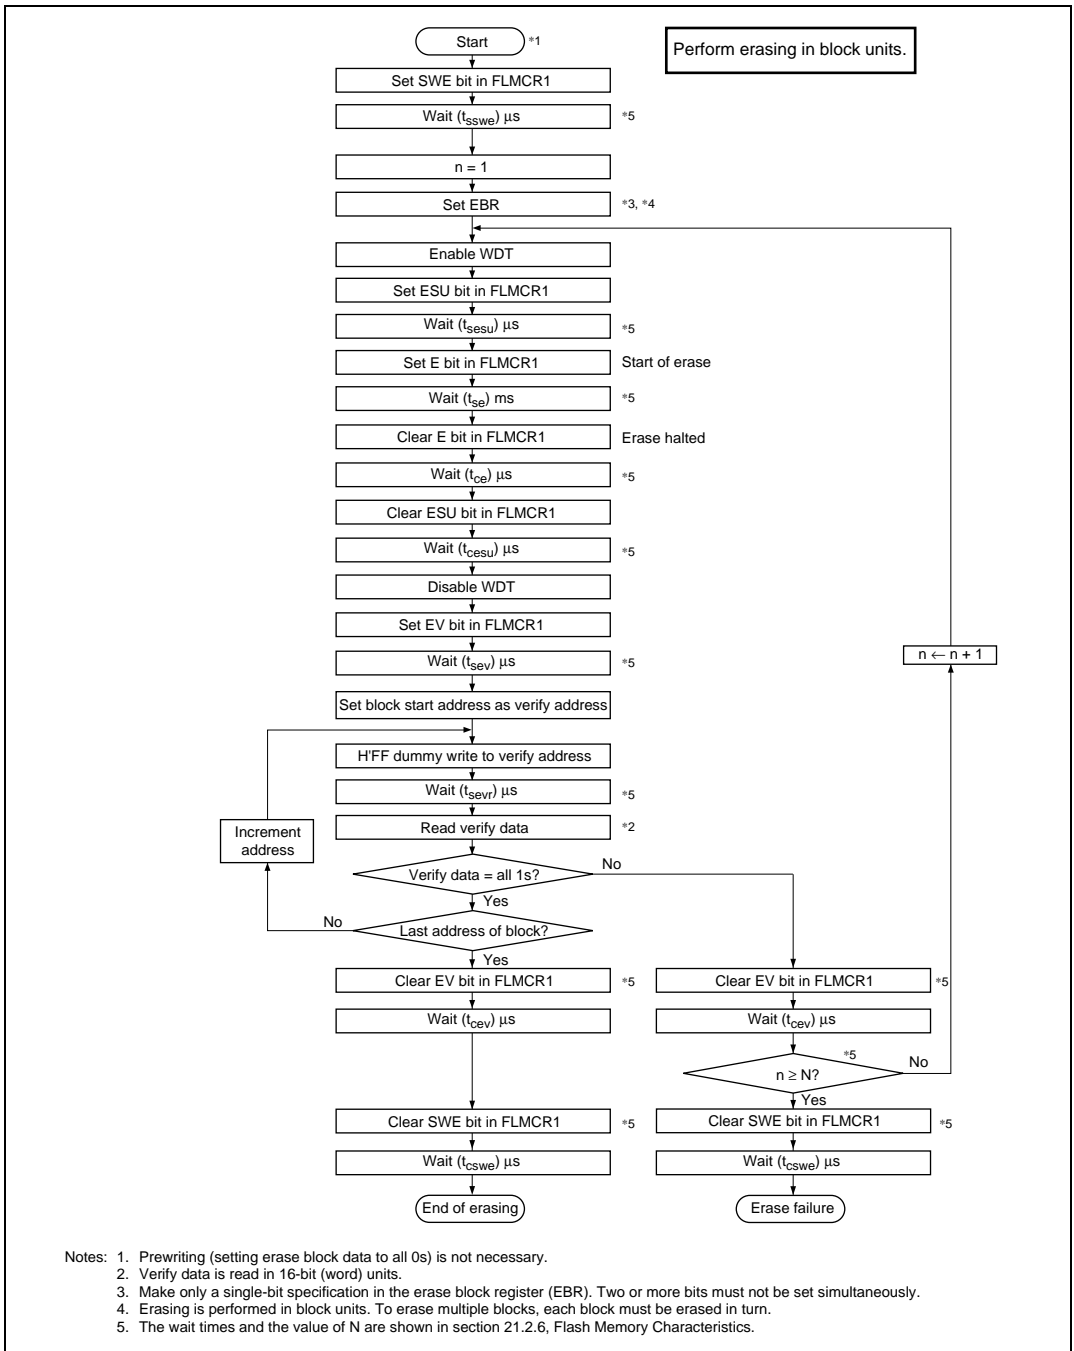 Start *1
Perform erasing in block units.
Set SWE bit in FLMCR1
Wait (tsswe) μs *5
n = 1
Set EBR *3, *4
Enable WDT
Set ESU bit in FLMCR1
Wait (tsesu) μs *5
Set E bit in FLMCR1 Start of erase
Wait (tse) ms *5
Clear E bit in FLMCR1 Erase halted
Wait (tce) μs *5
Clear ESU bit in FLMCR1
Wait (tcesu) μs *5
Disable WDT
Set EV bit in FLMCR1
Wait (tsev) μs *5
n ← n + 1
Set block start address as verify address
H'FF dummy write to verify address
Wait (tsevr) μs *5
Read verify data *2
Increment
address
Verify data = all 1s?
No
Yes
Last address of block?
No
Yes
Clear EV bit in FLMCR1 *5
Clear EV bit in FLMCR1 *5
Wait (tcev) μs
Wait (tcev) μs
n ≥ N? *5
No
Yes
Clear SWE bit in FLMCR1 *5
Clear SWE bit in FLMCR1 *5
Wait (tcswe) μs
Wait (tcswe) μs
End of erasing
Erase failure
Notes: 1. Prewriting (setting erase block data to all 0s) is not necessary.
2. Verify data is read in 16-bit (word) units.
3. Make only a single-bit specification in the erase block register (EBR). Two or more bits must not be set simultaneously.
4. Erasing is performed in block units. To erase multiple blocks, each block must be erased in turn.
5. The wait times and the value of N are shown in section 21.2.6, Flash Memory Characteristics.